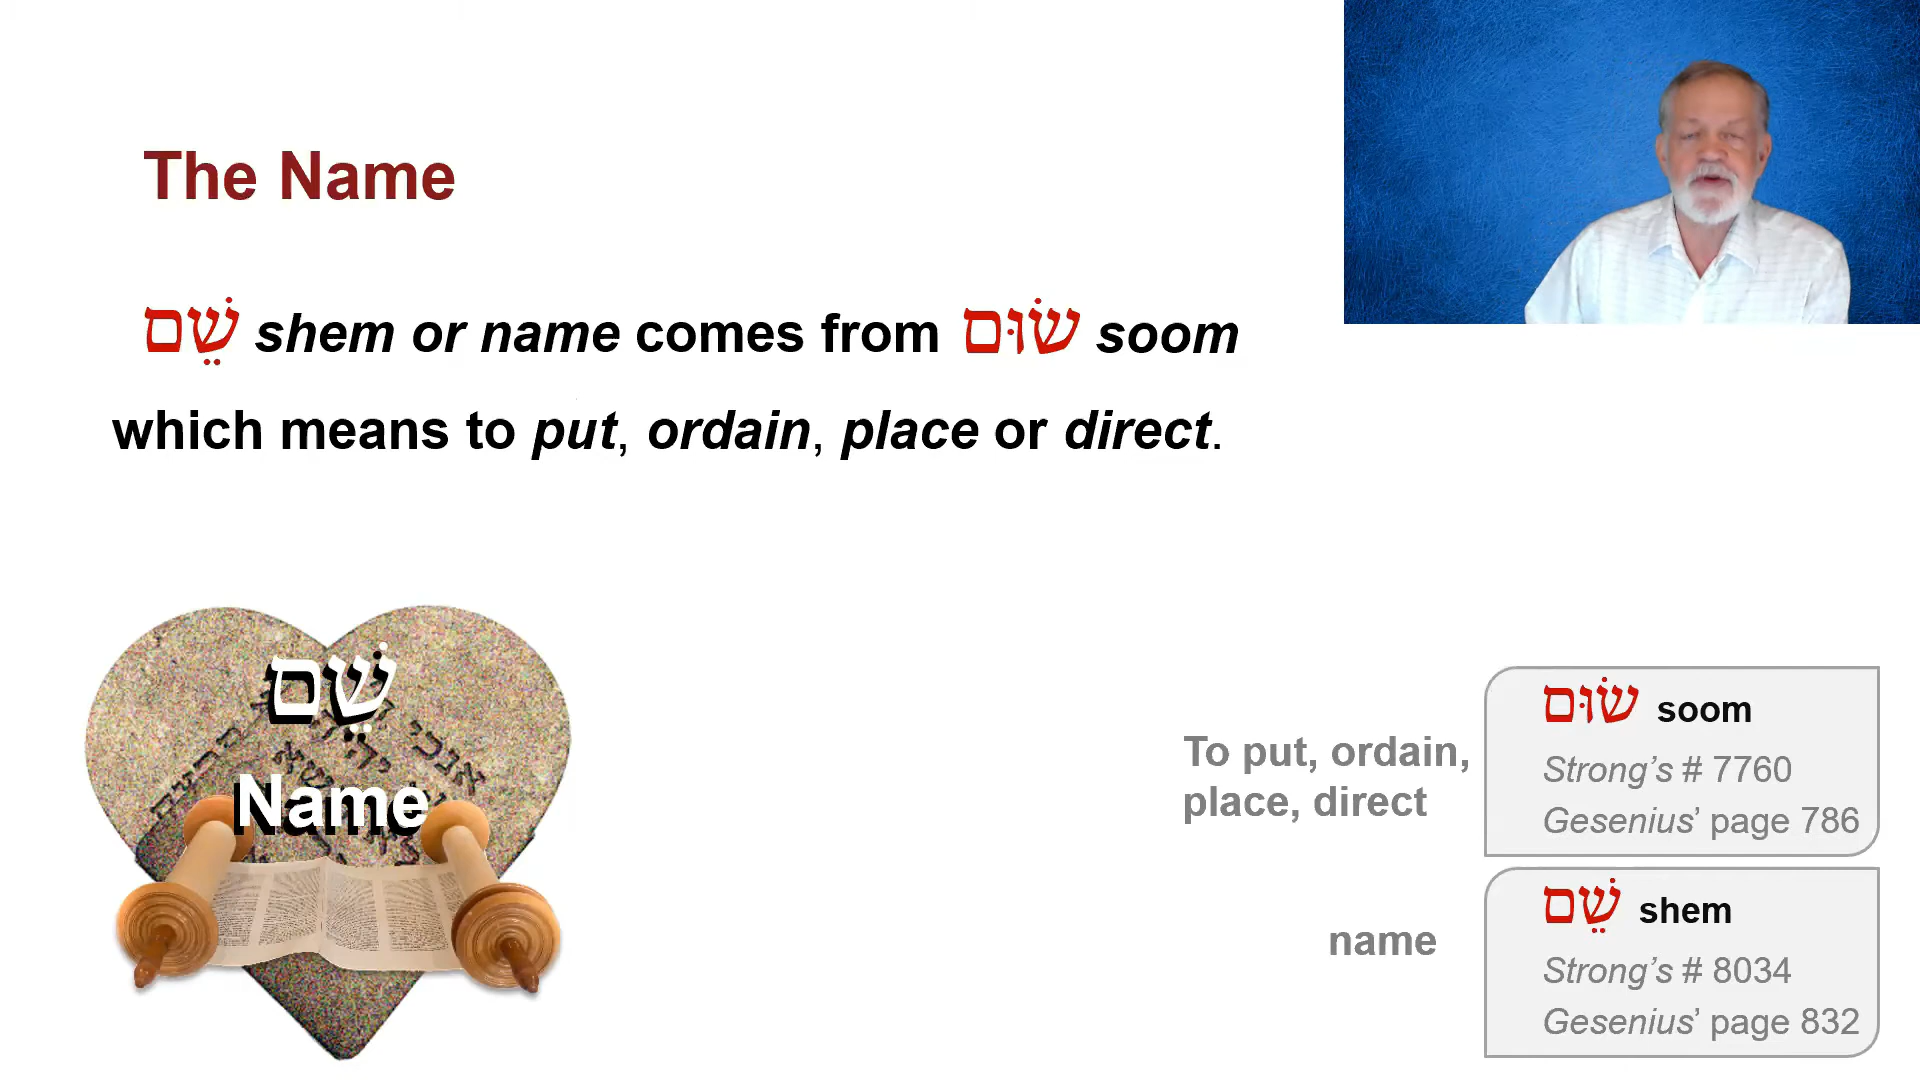 The Name
שֵׁם shem or name comes from שׂוּם soom
which means to put, ordain, place or direct.
שֵׁם
אנכי
Name
To put, ordain,
place, direct
שׂוּם soom
Strong’s # 7760
Gesenius’ page 786
name
שֵׁם shem
Strong’s # 8034
Gesenius’ page 832